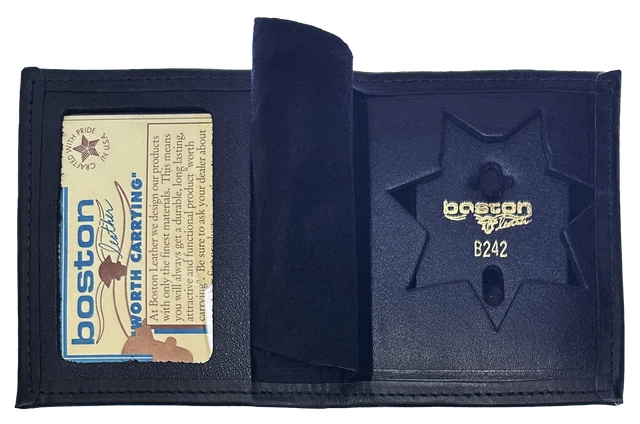 CRAFTED WITH PRIDE
IN USA
boston
leather
"WORTH CARRYING"
At Boston Leather we design our products
with only the finest materials. This means
you will always get a durable, long lasting,
attractive and functional product "worth
carrying". Be sure to ask your dealer about
boston
leather
B242